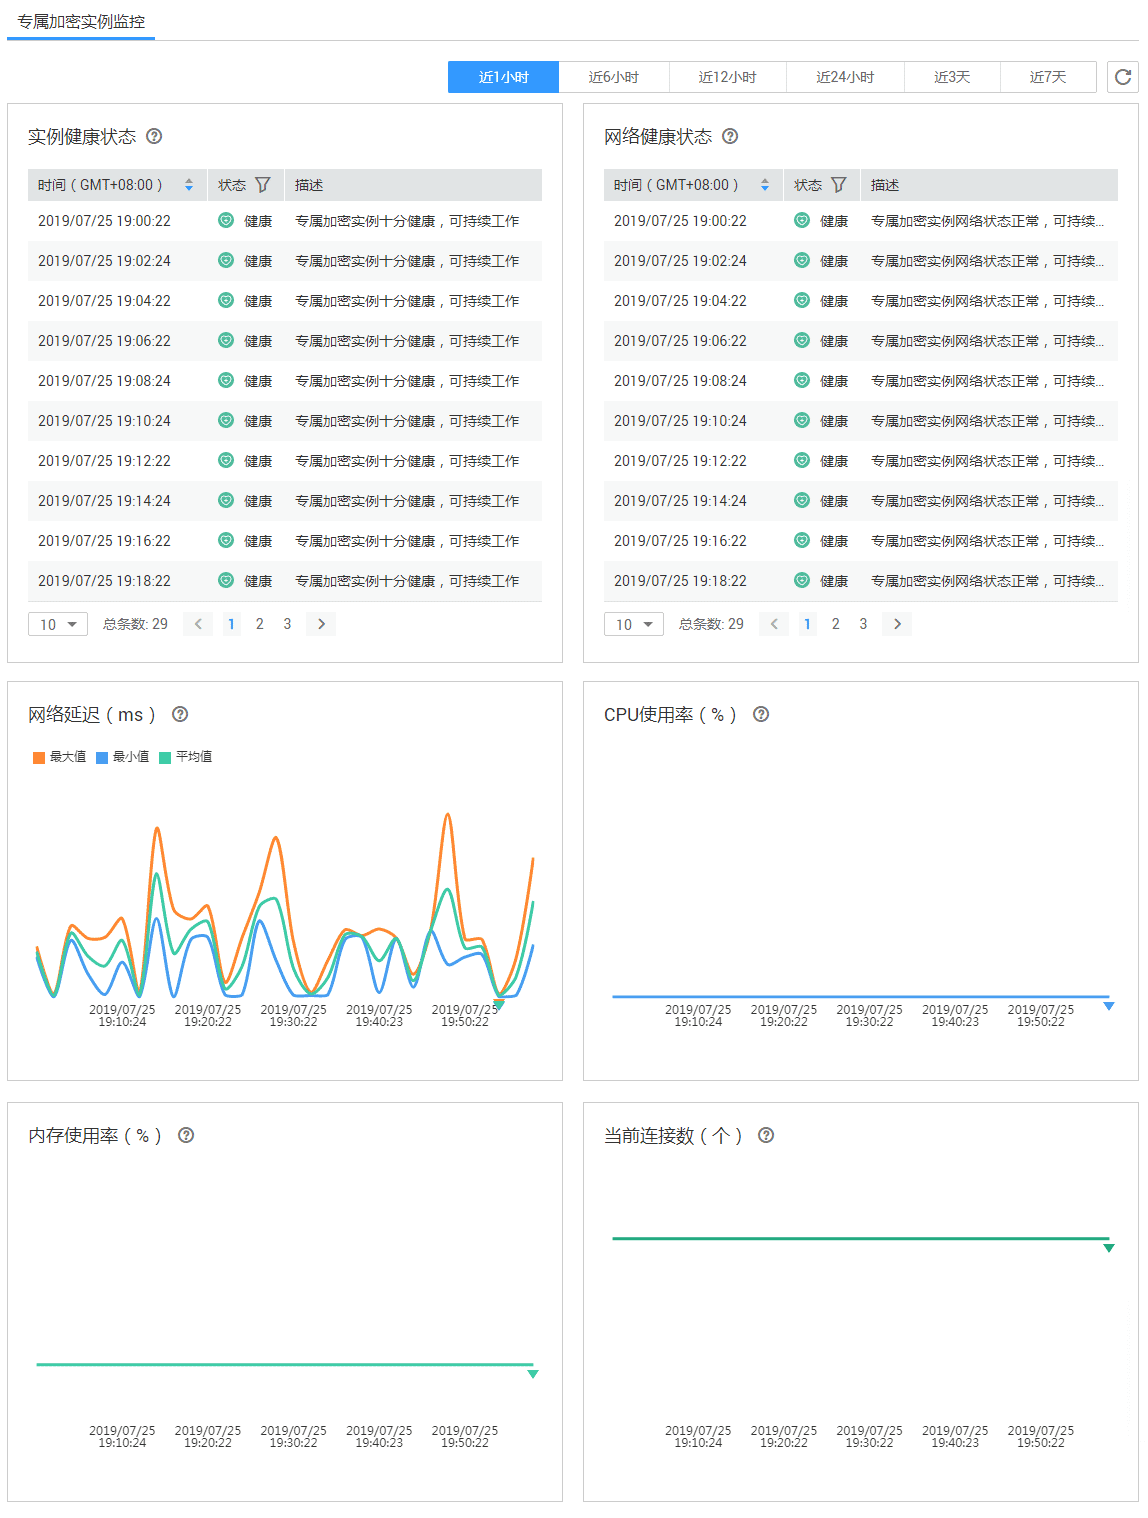 专属加密实例监控
近1小时 近6小时 近12小时 近24小时 近3天 近7天
实例健康状态
时间（GMT+08:00） 状态 描述
2019/07/25 19:00:22 健康 专属加密实例十分健康，可持续工作
2019/07/25 19:02:24 健康 专属加密实例十分健康，可持续工作
2019/07/25 19:04:22 健康 专属加密实例十分健康，可持续工作
2019/07/25 19:06:22 健康 专属加密实例十分健康，可持续工作
2019/07/25 19:08:24 健康 专属加密实例十分健康，可持续工作
2019/07/25 19:10:24 健康 专属加密实例十分健康，可持续工作
2019/07/25 19:12:22 健康 专属加密实例十分健康，可持续工作
2019/07/25 19:14:24 健康 专属加密实例十分健康，可持续工作
2019/07/25 19:16:22 健康 专属加密实例十分健康，可持续工作
2019/07/25 19:18:22 健康 专属加密实例十分健康，可持续工作
10 总条数: 29 < 1 2 3 >
网络健康状态
时间（GMT+08:00） 状态 描述
2019/07/25 19:00:22 健康 专属加密实例网络状态正常，可持续...
2019/07/25 19:02:24 健康 专属加密实例网络状态正常，可持续...
2019/07/25 19:04:22 健康 专属加密实例网络状态正常，可持续...
2019/07/25 19:06:22 健康 专属加密实例网络状态正常，可持续...
2019/07/25 19:08:24 健康 专属加密实例网络状态正常，可持续...
2019/07/25 19:10:24 健康 专属加密实例网络状态正常，可持续...
2019/07/25 19:12:22 健康 专属加密实例网络状态正常，可持续...
2019/07/25 19:14:24 健康 专属加密实例网络状态正常，可持续...
2019/07/25 19:16:22 健康 专属加密实例网络状态正常，可持续...
2019/07/25 19:18:22 健康 专属加密实例网络状态正常，可持续...
10 总条数: 29 < 1 2 3 >
网络延迟（ms）
最大值 最小值 平均值
2019/07/25 2019/07/25 2019/07/25 2019/07/25 2019/07/25
19:10:24 19:20:22 19:30:22 19:40:23 19:50:22
CPU使用率（%）
2019/07/25 2019/07/25 2019/07/25 2019/07/25 2019/07/25
19:10:24 19:20:22 19:30:22 19:40:23 19:50:22
内存使用率（%）
2019/07/25 2019/07/25 2019/07/25 2019/07/25 2019/07/25
19:10:24 19:20:22 19:30:22 19:40:23 19:50:22
当前连接数（个）
2019/07/25 2019/07/25 2019/07/25 2019/07/25 2019/07/25
19:10:24 19:20:22 19:30:22 19:40:23 19:50:22